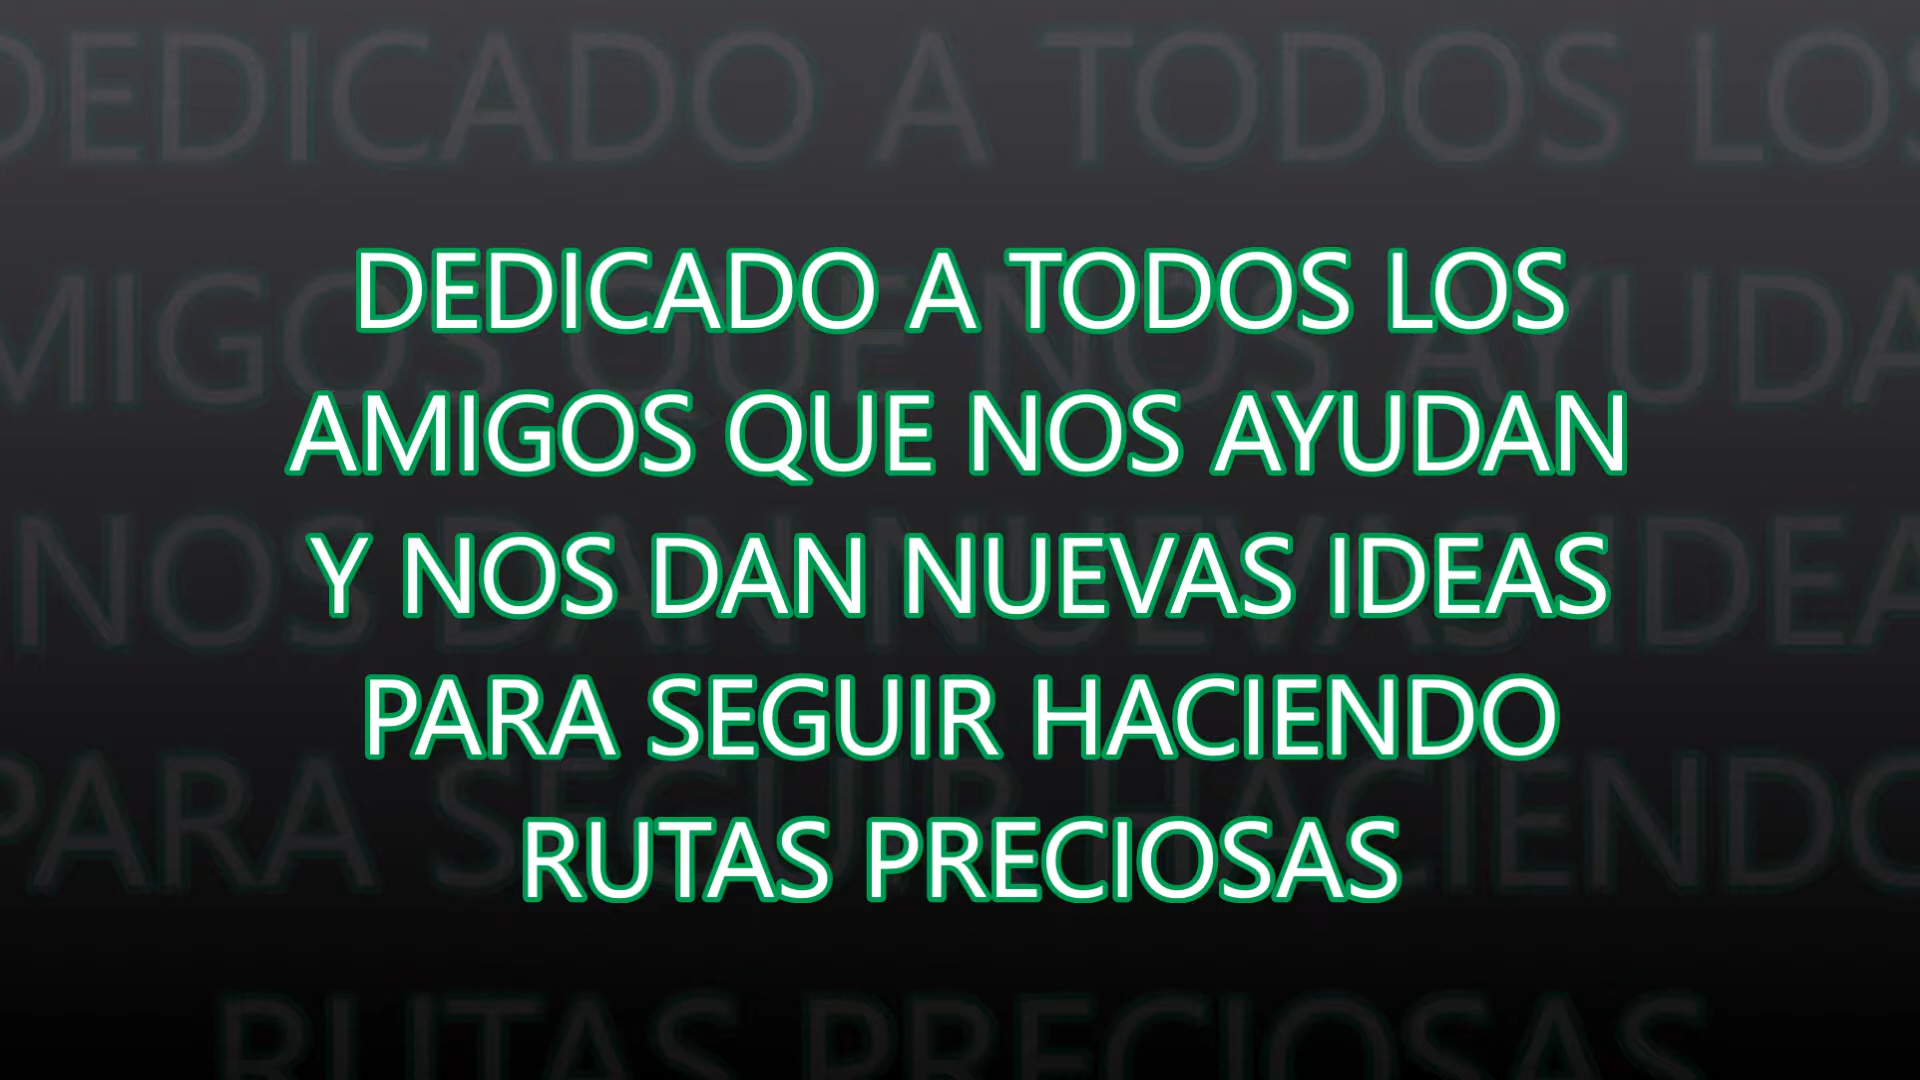 DEDICADO A TODOS LOS
AMIGOS QUE NOS AYUDAN
Y NOS DAN NUEVAS IDEAS
PARA SEGUIR HACIENDO
RUTAS PRECIOSAS